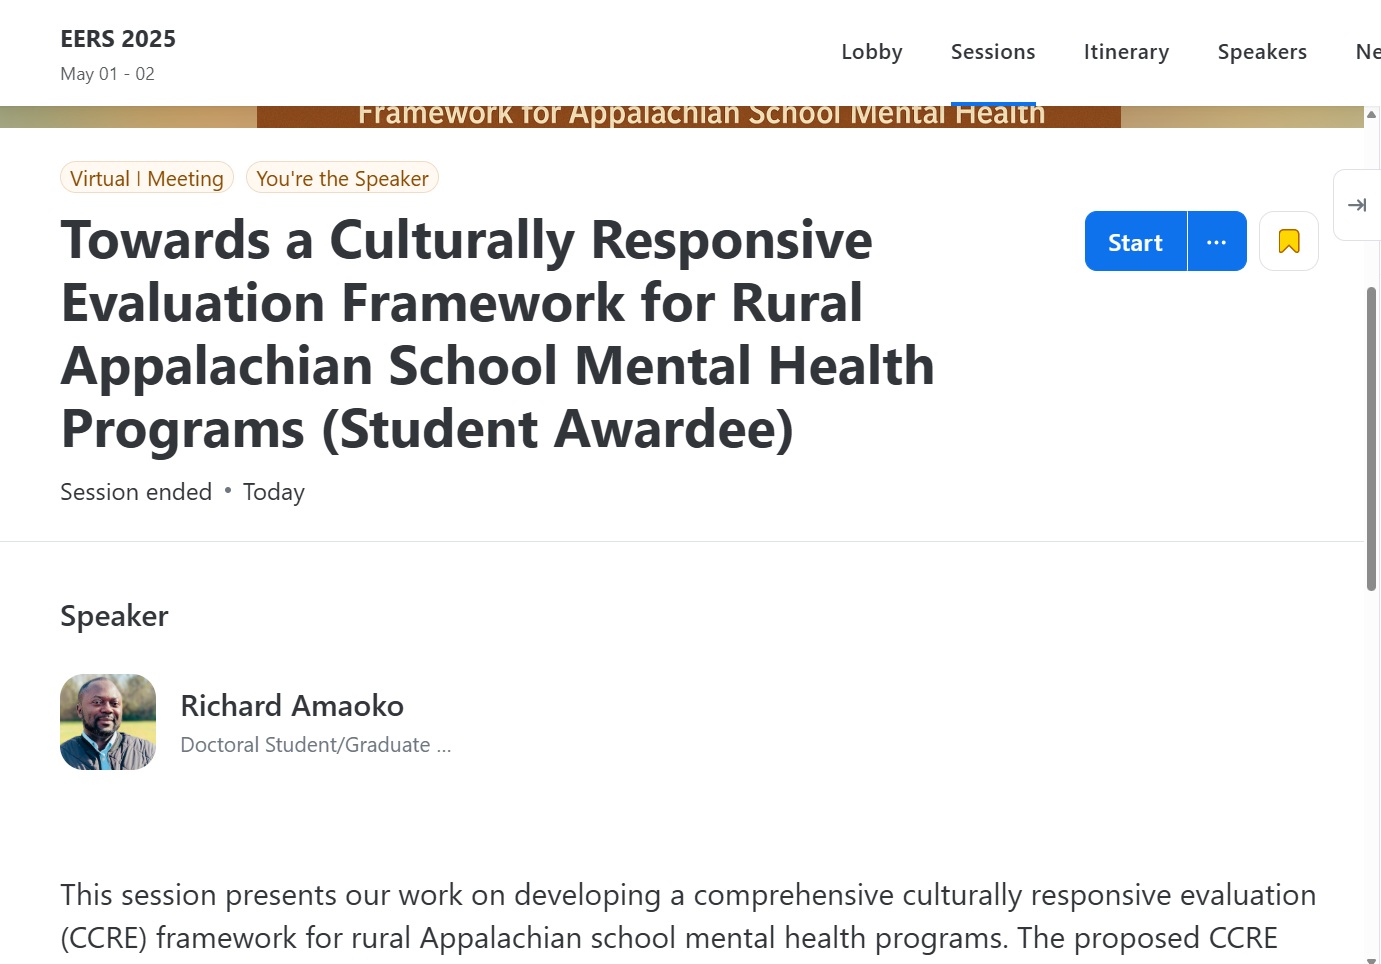 EERS 2025
May 01 - 02
Lobby
Sessions
Itinerary
Speakers
Ne
Framework for Appalachian School Mental Health
Virtual | Meeting
You're the Speaker
Towards a Culturally Responsive
Evaluation Framework for Rural
Appalachian School Mental Health
Programs (Student Awardee)
Start
...
Session ended • Today
Speaker
Richard Amaoko
Doctoral Student/Graduate ...
This session presents our work on developing a comprehensive culturally responsive evaluation
(CCRE) framework for rural Appalachian school mental health programs. The proposed CCRE